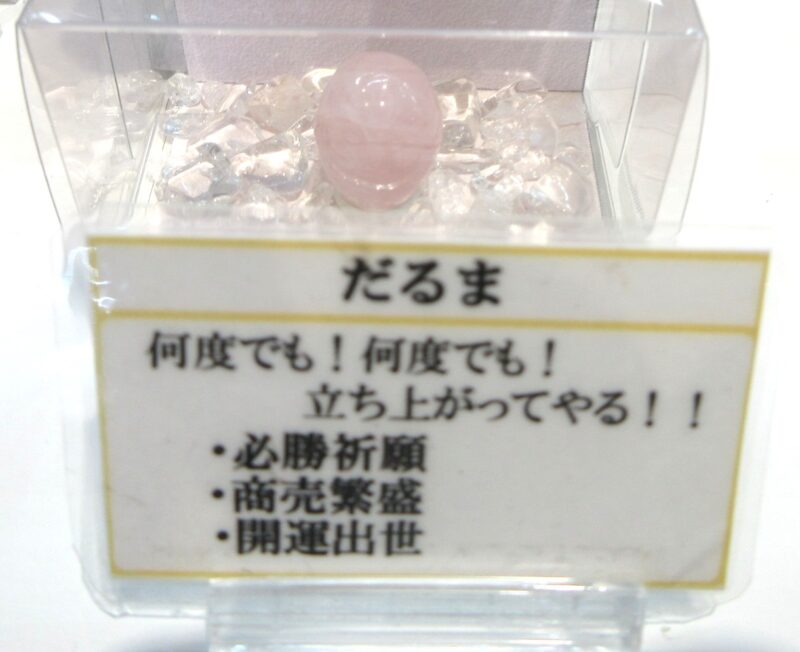 だるま
何度でも！何度でも！
立ち上がってやる！！
・必勝祈願
・商売繁盛
・開運出世